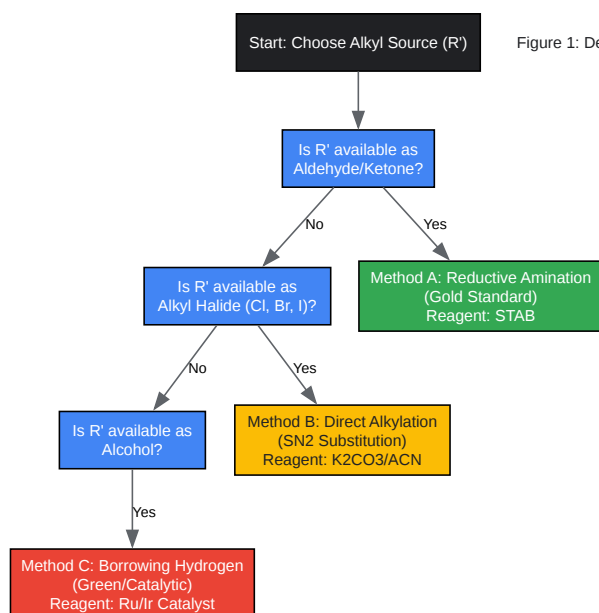 Start: Choose Alkyl Source (R')
Figure 1:
Is R' available as
Aldehyde/Ketone?
No
Yes
Is R' available as
Alkyl Halide (Cl, Br, I)?
Method A: Reductive Amination
(Gold Standard)
Reagent: STAB
No
Yes
Is R' available as
Alcohol?
Method B: Direct Alkylation
(SN2 Substitution)
Reagent: K2CO3/ACN
Yes
Method C: Borrowing Hydrogen
(Green/Catalytic)
Reagent: Ru/Ir Catalyst